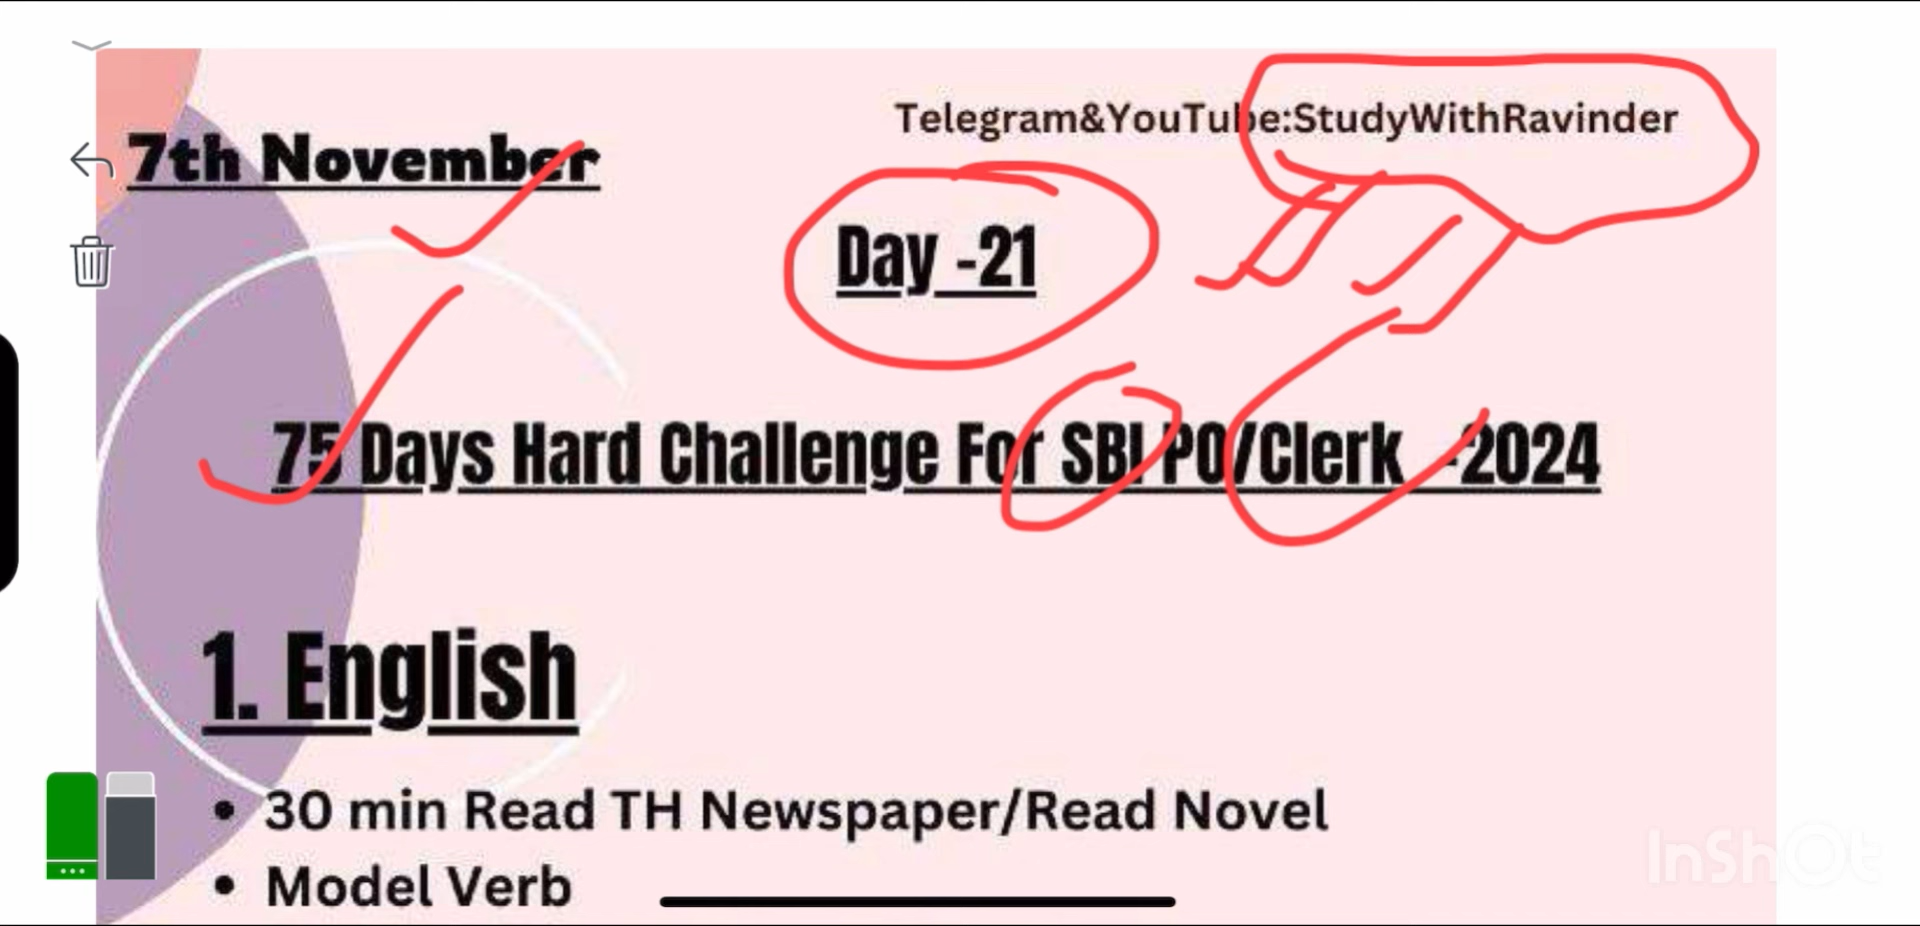 Telegram&YouTube:StudyWithRavinder
7th November
Day -21
75 Days Hard Challenge For SBI PO/Clerk -2024
1. English
• 30 min Read TH Newspaper/Read Novel
• Model Verb
InShOt